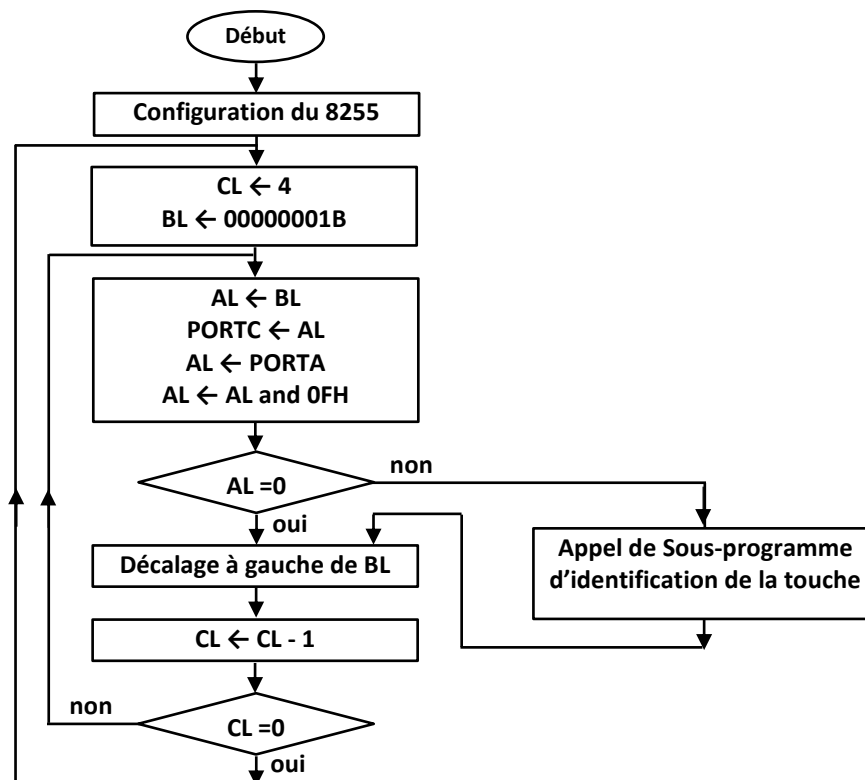 Début
Configuration du 8255
CL ← 4
BL ← 00000001B
AL ← BL
PORTC ← AL
AL ← PORTA
AL ← AL and 0FH
AL =0
non
oui
Appel de Sous-programme
d’identification de la touche
Décalage à gauche de BL
CL ← CL - 1
non
CL =0
oui